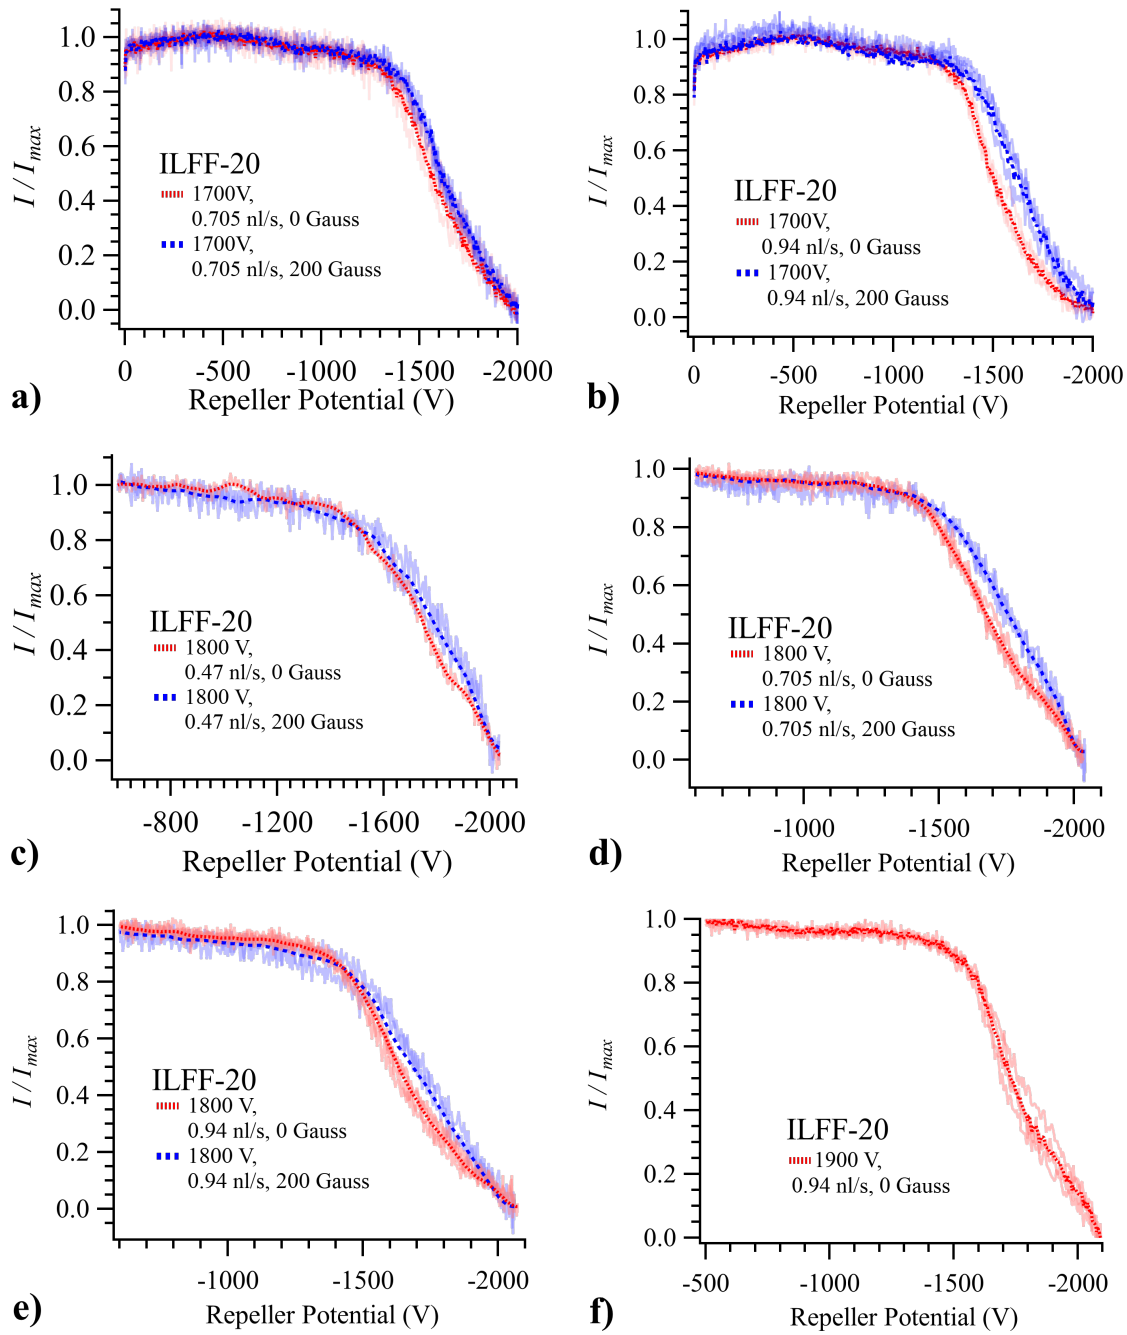 1.0
0.8
0.6
0.4
0.2
0.0
I / I_max
ILFF-20
1700V,
0.705 nl/s, 0 Gauss
1700V,
0.705 nl/s, 200 Gauss
0 -500 -1000 -1500 -2000
Repeller Potential (V)
a)
1.0
0.8
0.6
0.4
0.2
0.0
I / I_max
ILFF-20
1700V,
0.94 nl/s, 0 Gauss
1700V,
0.94 nl/s, 200 Gauss
0 -500 -1000 -1500 -2000
Repeller Potential (V)
b)
1.0
0.8
0.6
0.4
0.2
0.0
I / I_max
ILFF-20
1800 V,
0.47 nl/s, 0 Gauss
1800 V,
0.47 nl/s, 200 Gauss
-800 -1200 -1600 -2000
Repeller Potential (V)
c)
1.0
0.8
0.6
0.4
0.2
0.0
I / I_max
ILFF-20
1800 V,
0.705 nl/s, 0 Gauss
1800 V,
0.705 nl/s, 200 Gauss
-1000 -1500 -2000
Repeller Potential (V)
d)
1.0
0.8
0.6
0.4
0.2
0.0
I / I_max
ILFF-20
1800 V,
0.94 nl/s, 0 Gauss
1800 V,
0.94 nl/s, 200 Gauss
-1000 -1500 -2000
Repeller Potential (V)
e)
1.0
0.8
0.6
0.4
0.2
0.0
I / I_max
ILFF-20
1900 V,
0.94 nl/s, 0 Gauss
-500 -1000 -1500 -2000
Repeller Potential (V)
f)